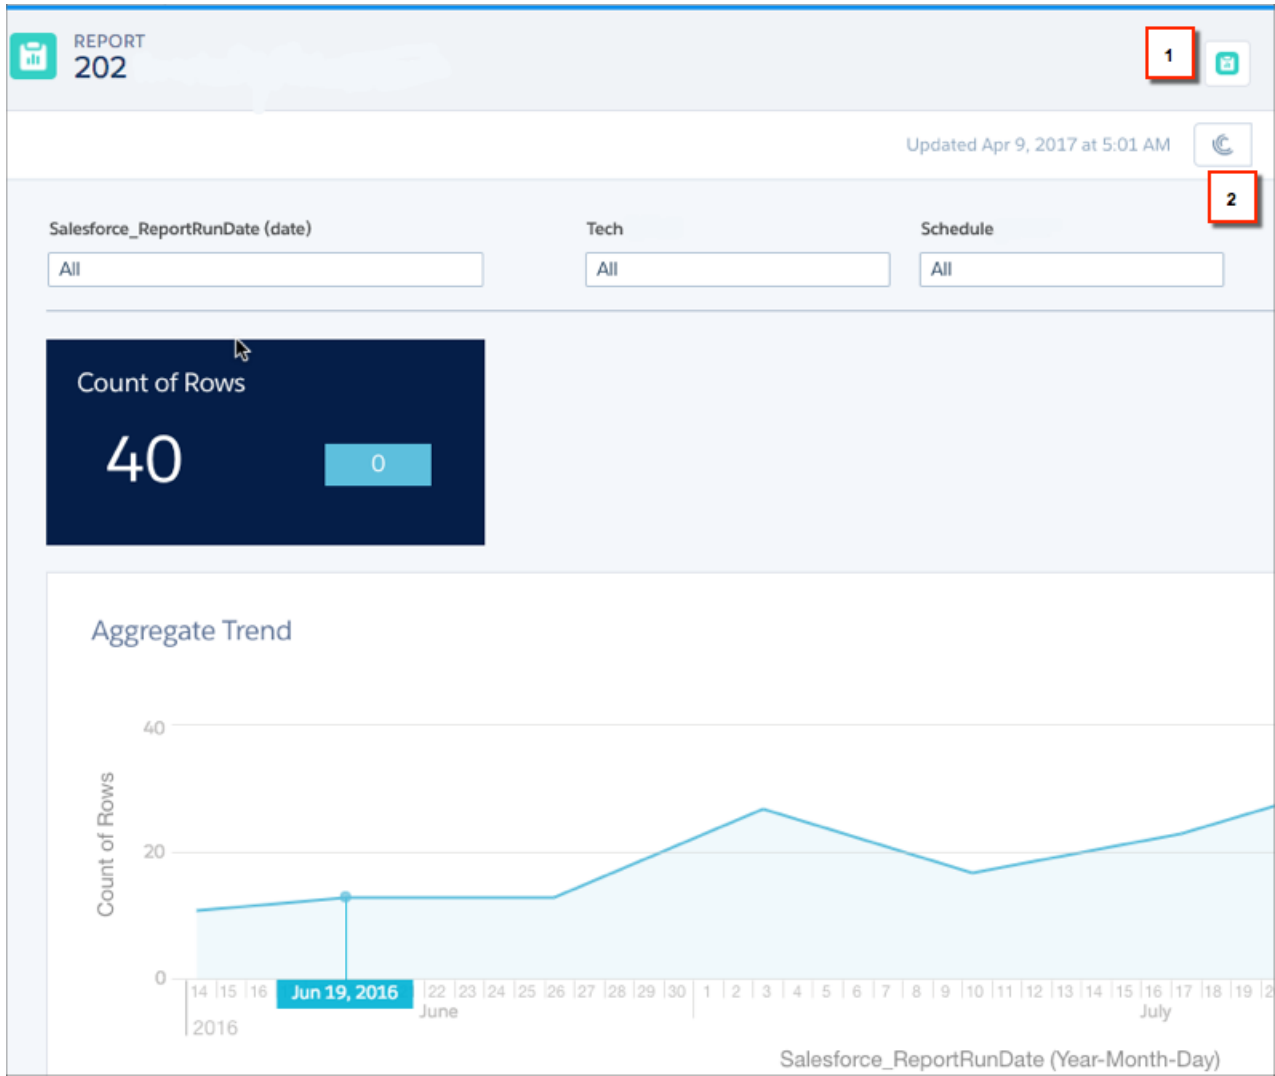 REPORT
202
1
Updated Apr 9, 2017 at 5:01 AM
2
Salesforce_ReportRunDate (date)
Tech
Schedule
All
All
All
Count of Rows
40
0
Aggregate Trend
40
20
0
Count of Rows
14 15 16 Jun 19, 2016 22 23 24 25 26 27 28 29 30 1 2 3 4 5 6 7 8 9 10 11 12 13 14 15 16 17 18 19 2
June
July
2016
Salesforce_ReportRunDate (Year-Month-Day)